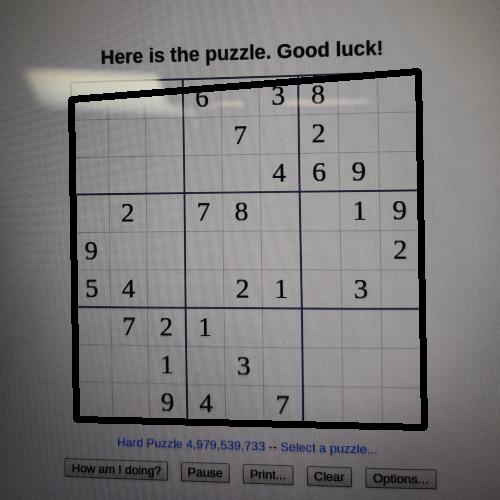 Here is the puzzle. Good luck!
6 3 8
7 2
4 6 9
2 7 8 1 9
9 2
5 4 2 1 3
7 2 1
1 3
9 4 7
Hard Puzzle 4,979,539,733 -- Select a puzzle...
How am I doing? Pause Print... Clear Options...